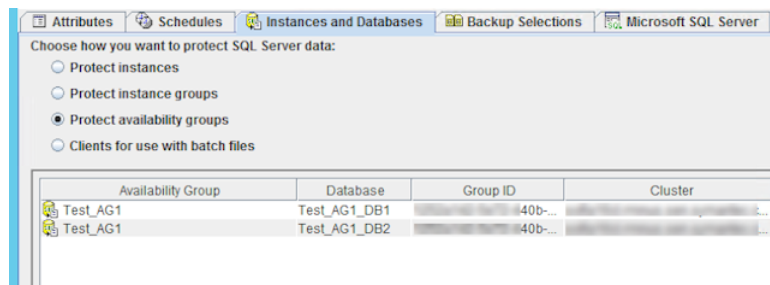 Attributes Schedules Instances and Databases Backup Selections Microsoft SQL Server
Choose how you want to protect SQL Server data:
Protect instances
Protect instance groups
Protect availability groups
Clients for use with batch files
Availability Group Database Group ID Cluster
Test_AG1 Test_AG1_DB1 40b-...
Test_AG1 Test_AG1_DB2 40b-...